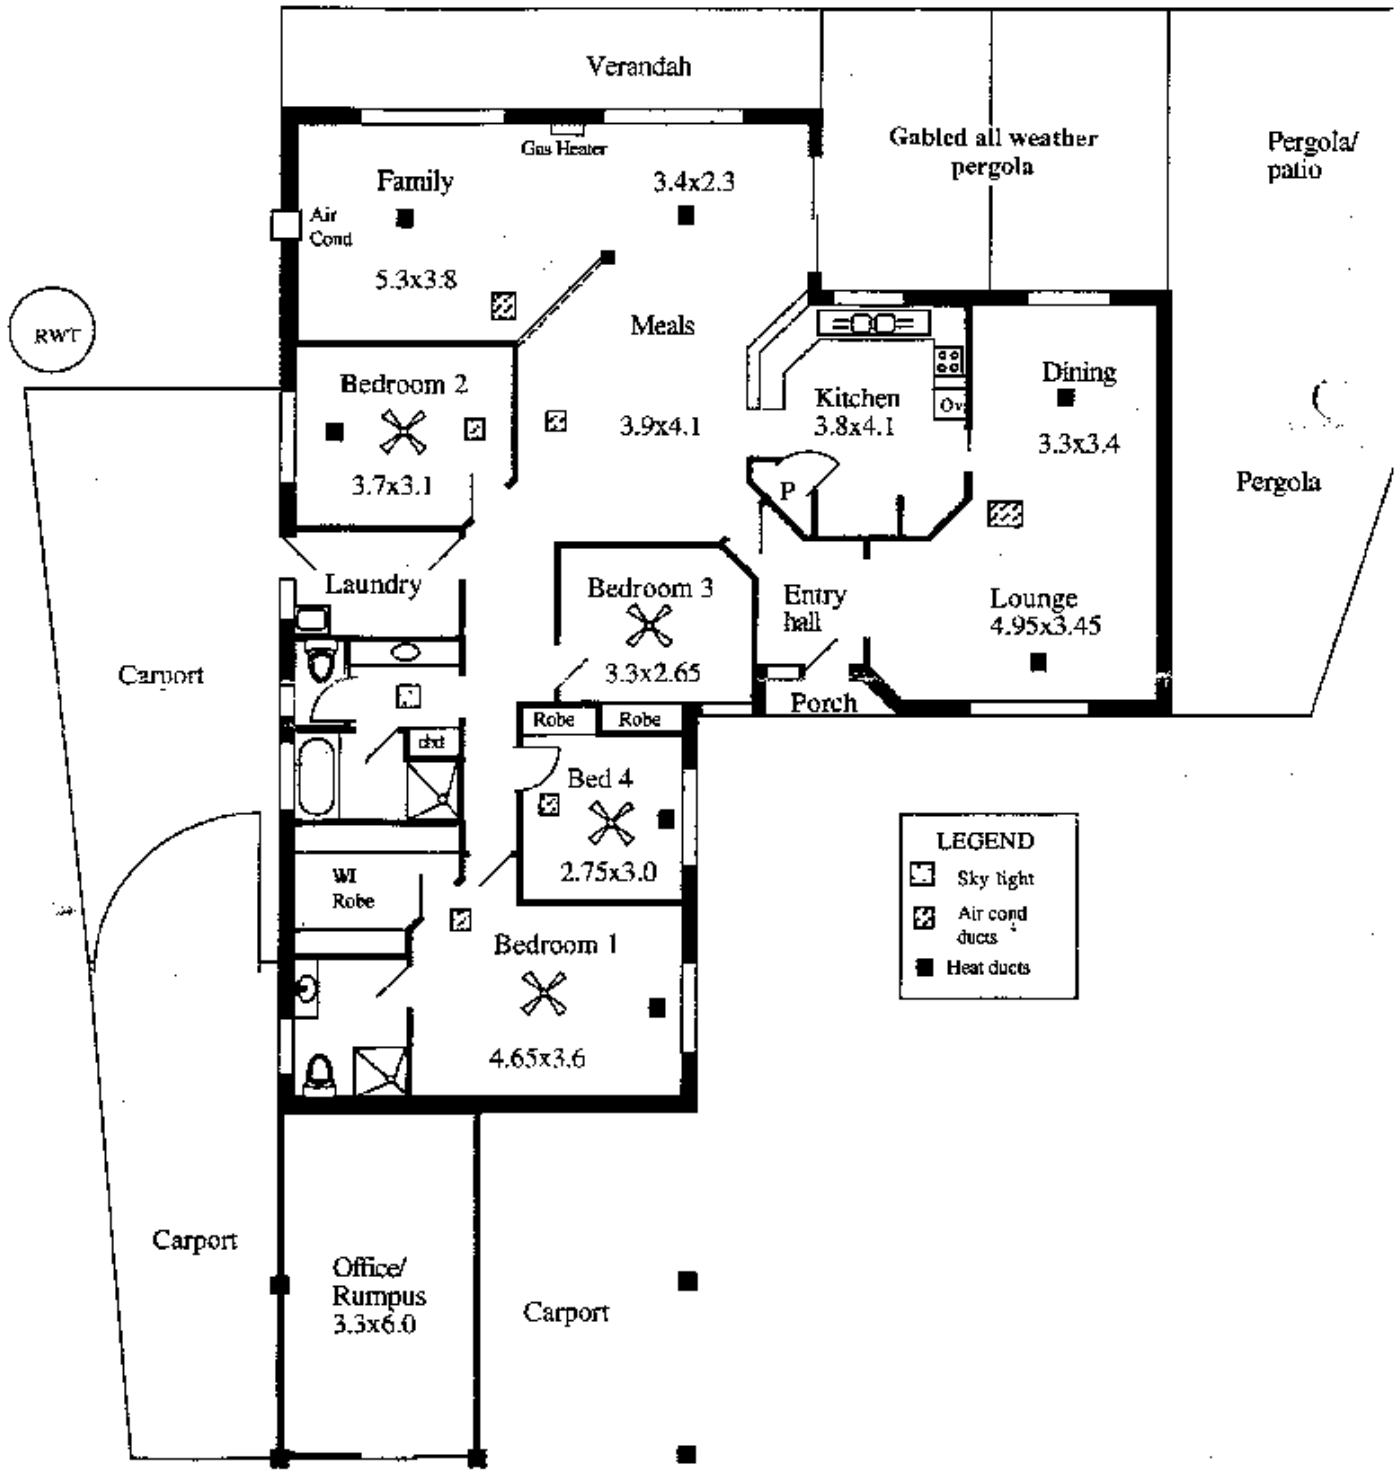 Verandah
Gabled all weather
pergola
Pergola/
patio
Gas Heater
Family
3.4x2.3
Air
Cond
5.3x3.8
RWT
Meals
Bedroom 2
Dining
Kitchen
3.8x4.1
Ov
3.9x4.1
3.3x3.4
3.7x3.1
P
Pergola
Laundry
Bedroom 3
Entry
hall
Lounge
4.95x3.45
Carport
3.3x2.65
Porch
Robe
Robe
Bed 4
2.75x3.0
LEGEND
Sky light
Air cond
ducts
Heat ducts
WI
Robe
Bedroom 1
4.65x3.6
Carport
Office/
Rumpus
3.3x6.0
Carport